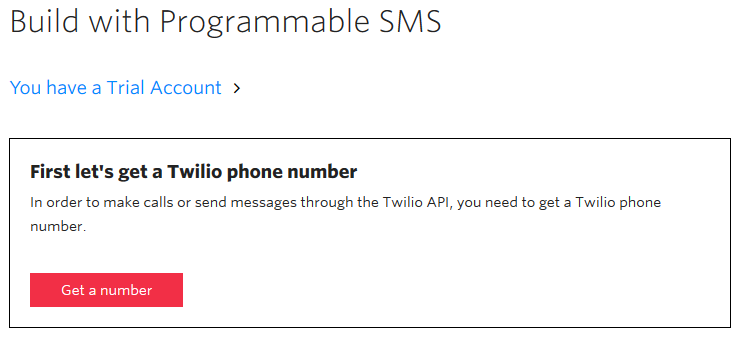 Build with Programmable SMS
You have a Trial Account >
First let's get a Twilio phone number
In order to make calls or send messages through the Twilio API, you need to get a Twilio phone
number.
Get a number